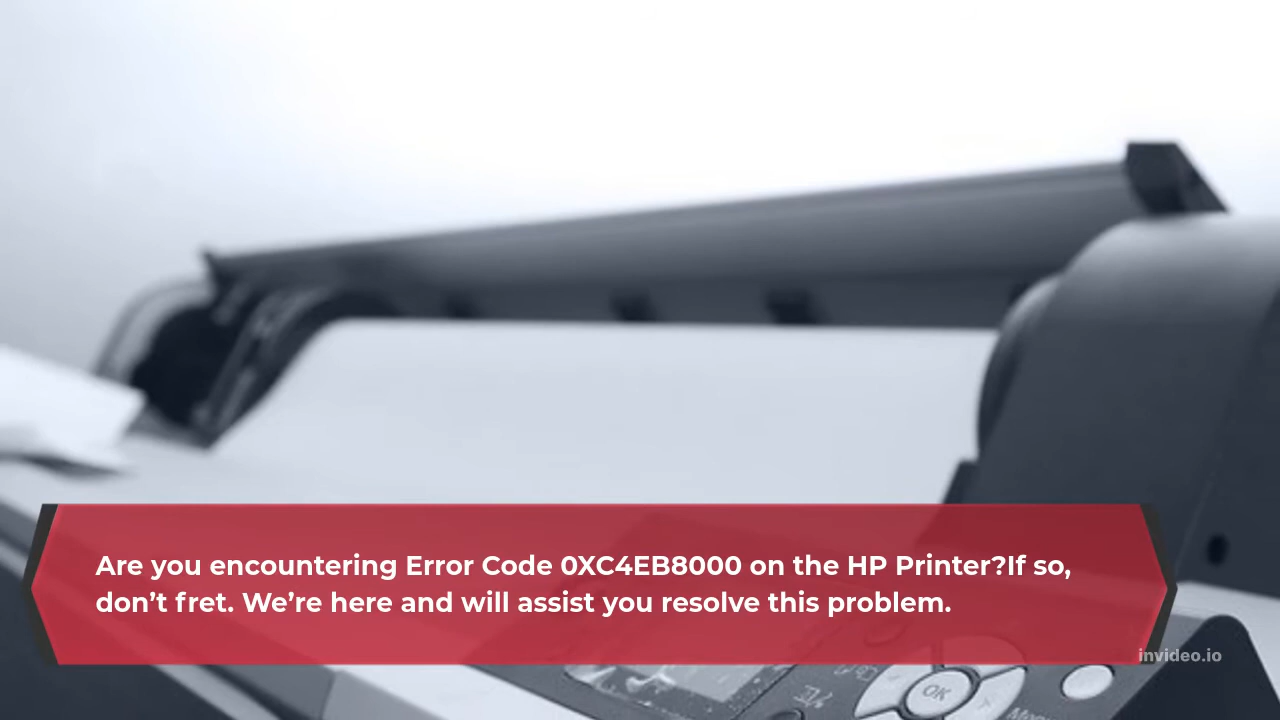 Are you encountering Error Code 0XC4EB8000 on the HP Printer?If so,
don’t fret. We’re here and will assist you resolve this problem.
invideo.io
OK